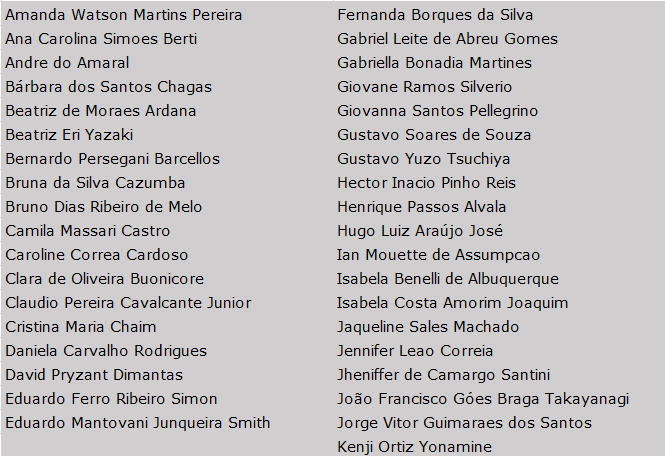 Amanda Watson Martins Pereira
Ana Carolina Simoes Berti
Andre do Amaral
Bárbara dos Santos Chagas
Beatriz de Moraes Ardana
Beatriz Eri Yazaki
Bernardo Persegani Barcellos
Bruna da Silva Cazumba
Bruno Dias Ribeiro de Melo
Camila Massari Castro
Caroline Correa Cardoso
Clara de Oliveira Buonicore
Claudio Pereira Cavalcante Junior
Cristina Maria Chaim
Daniela Carvalho Rodrigues
David Pryzant Dimantas
Eduardo Ferro Ribeiro Simon
Eduardo Mantovani Junqueira Smith
Fernanda Borques da Silva
Gabriel Leite de Abreu Gomes
Gabriella Bonadia Martines
Giovane Ramos Silverio
Giovanna Santos Pellegrino
Gustavo Soares de Souza
Gustavo Yuzo Tsuchiya
Hector Inacio Pinho Reis
Henrique Passos Alvala
Hugo Luiz Araújo José
Ian Mouette de Assumpcao
Isabela Benelli de Albuquerque
Isabela Costa Amorim Joaquim
Jaqueline Sales Machado
Jennifer Leao Correia
Jheniffer de Camargo Santini
João Francisco Góes Braga Takayanagi
Jorge Vitor Guimaraes dos Santos
Kenji Ortiz Yonamine